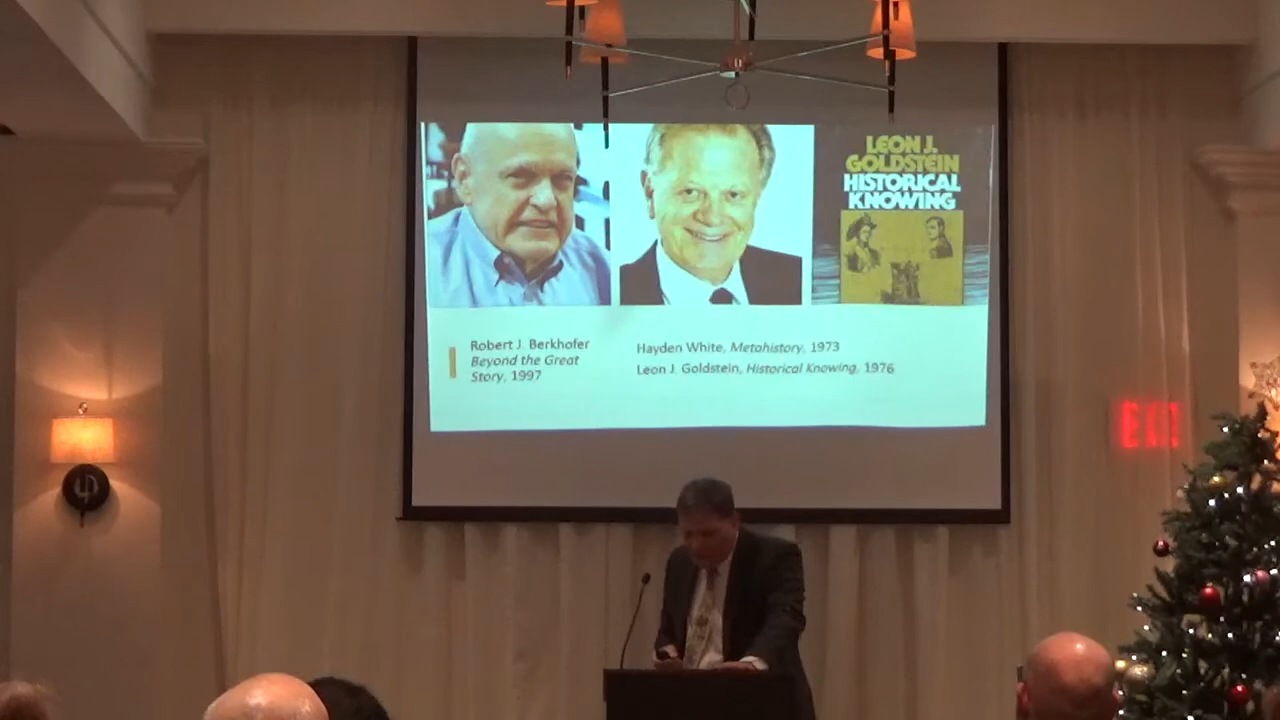 LEON J.
GOLDSTEIN
HISTORICAL
KNOWING
Robert J. Berkhofer
Beyond the Great
Story, 1997
Hayden White, Metahistory, 1973
Leon J. Goldstein, Historical Knowing, 1976
EXIT